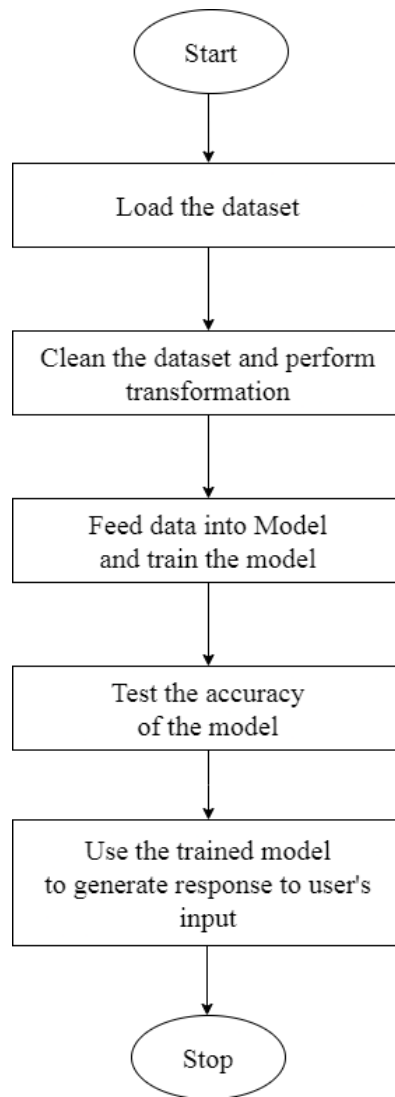 Start
Load the dataset
Clean the dataset and perform
transformation
Feed data into Model
and train the model
Test the accuracy
of the model
Use the trained model
to generate response to user's
input
Stop